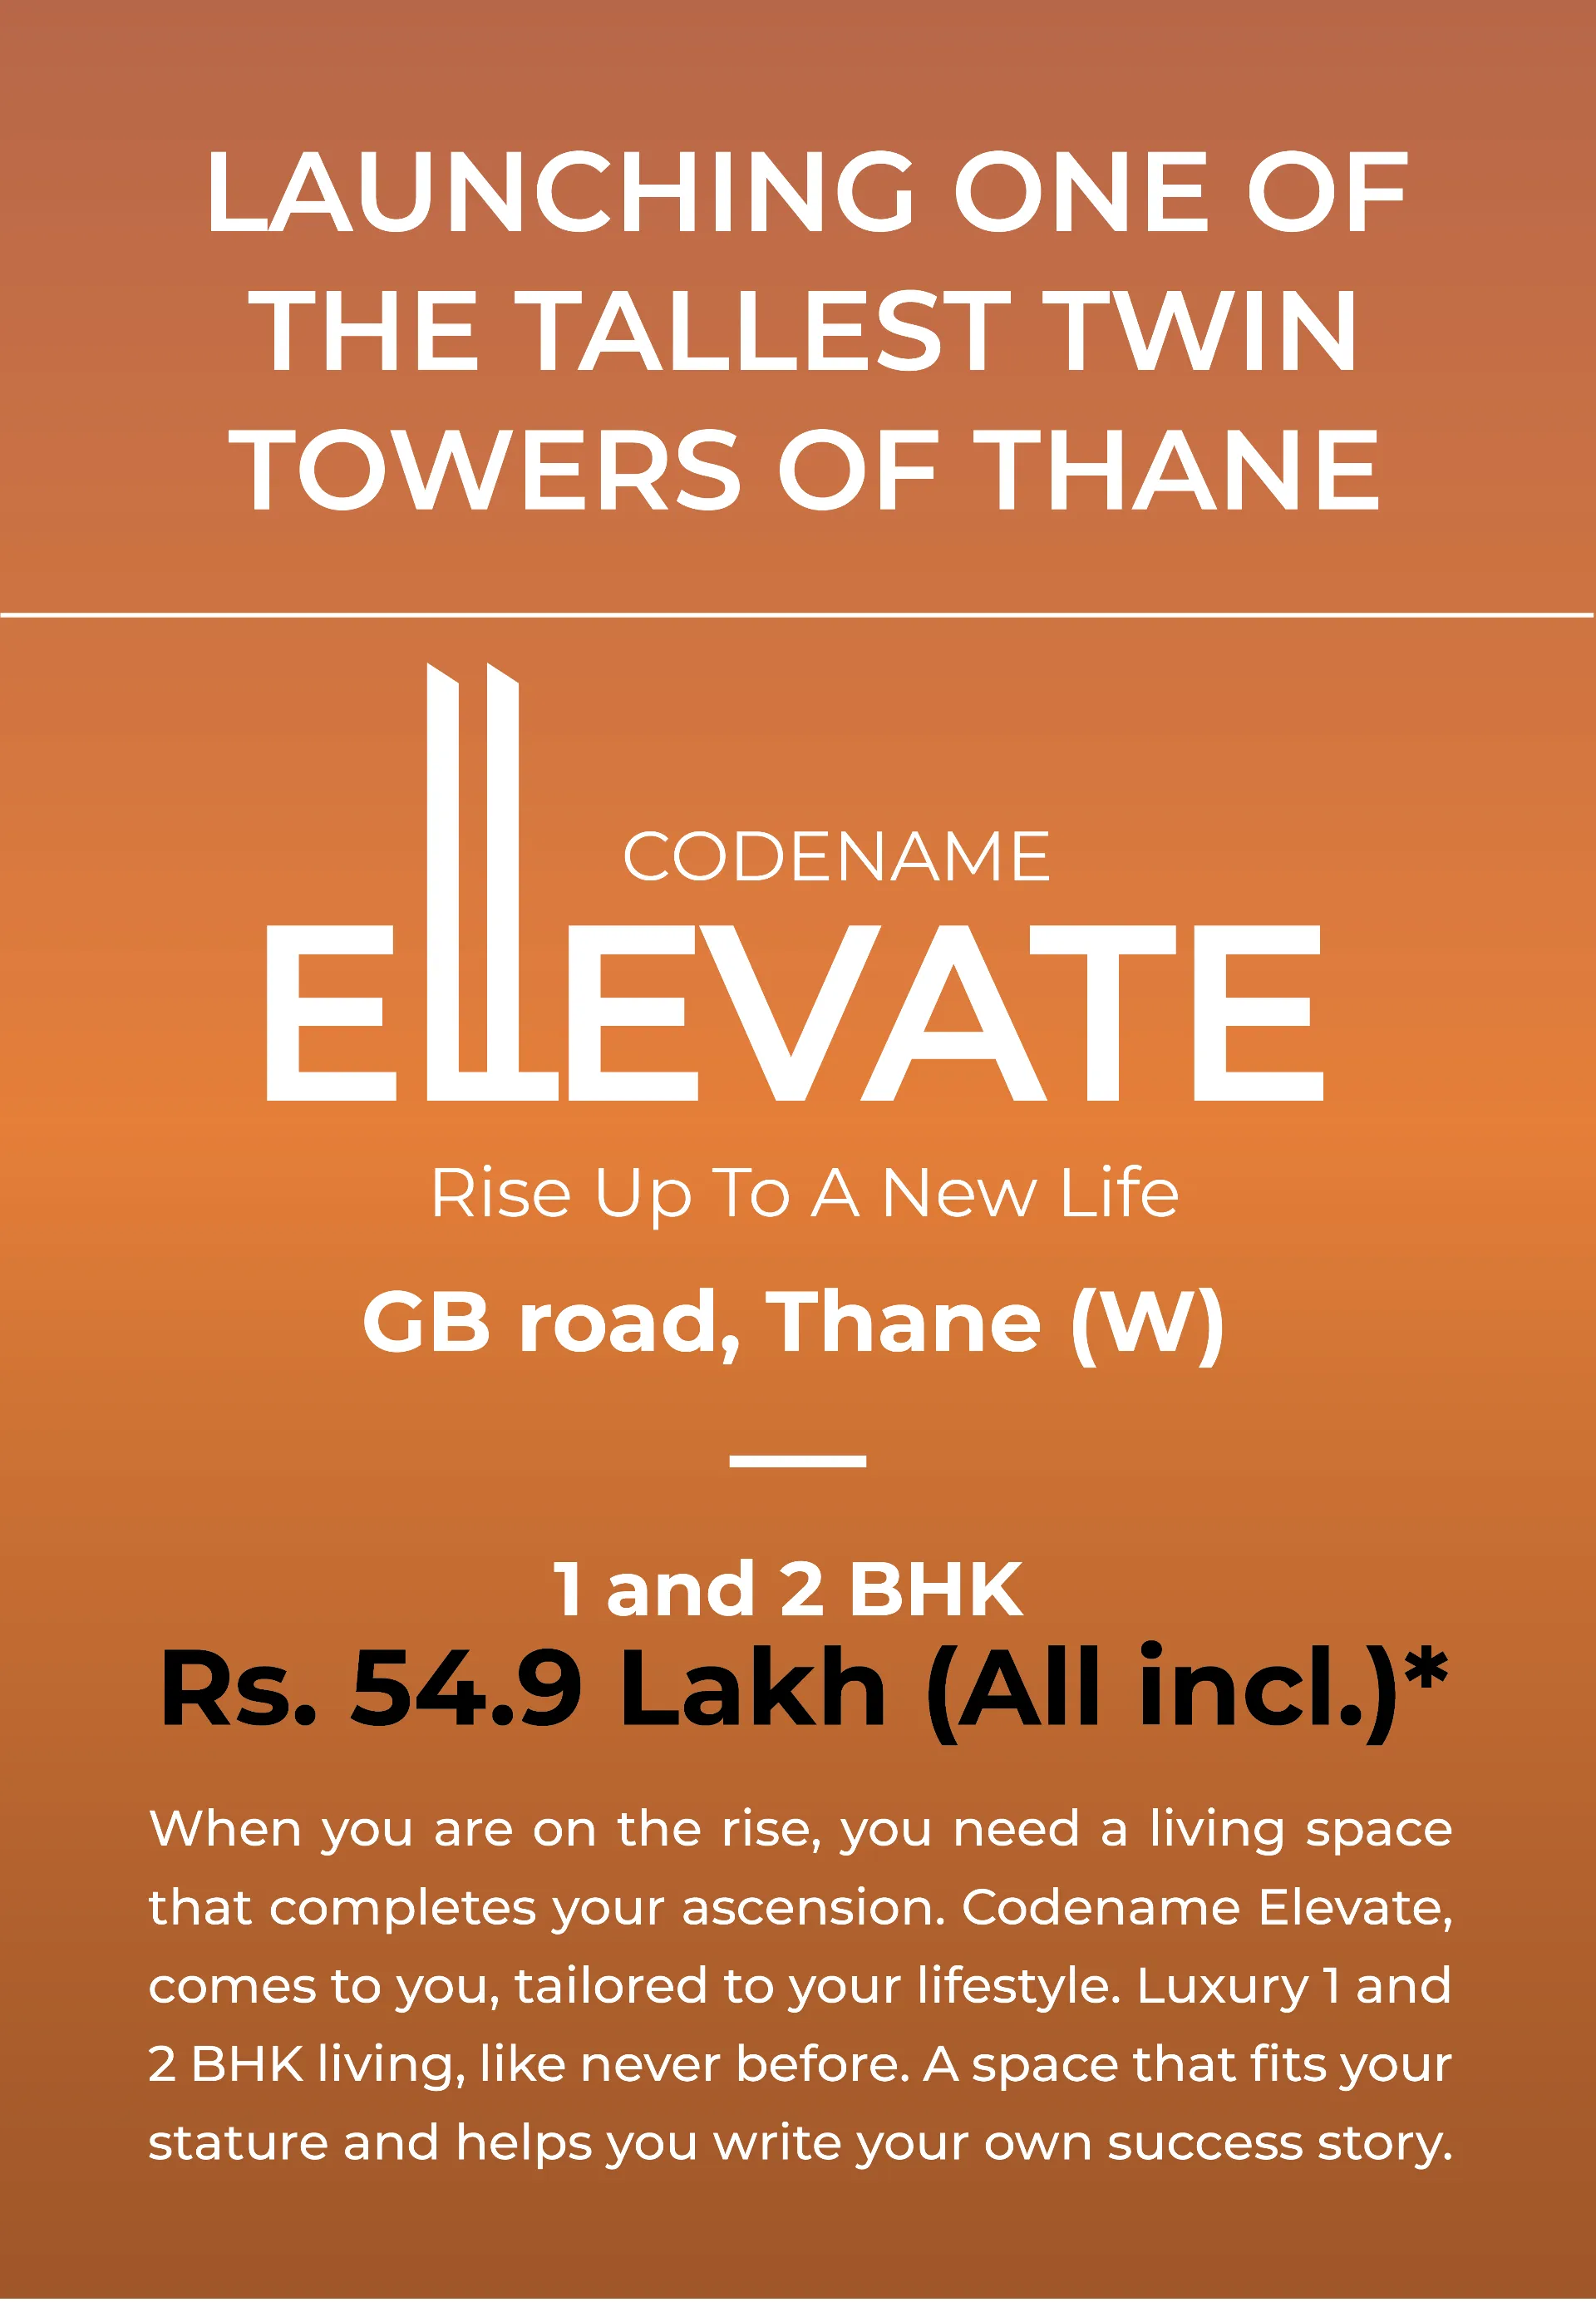 LAUNCHING ONE OF
THE TALLEST TWIN
TOWERS OF THANE
CODENAME
ELEVATE
Rise Up To A New Life
GB road, Thane (W)
1 and 2 BHK
Rs. 54.9 Lakh (All incl.)*
When you are on the rise, you need a living space
that completes your ascension. Codename Elevate,
comes to you, tailored to your lifestyle. Luxury 1 and
2 BHK living, like never before. A space that fits your
stature and helps you write your own success story.